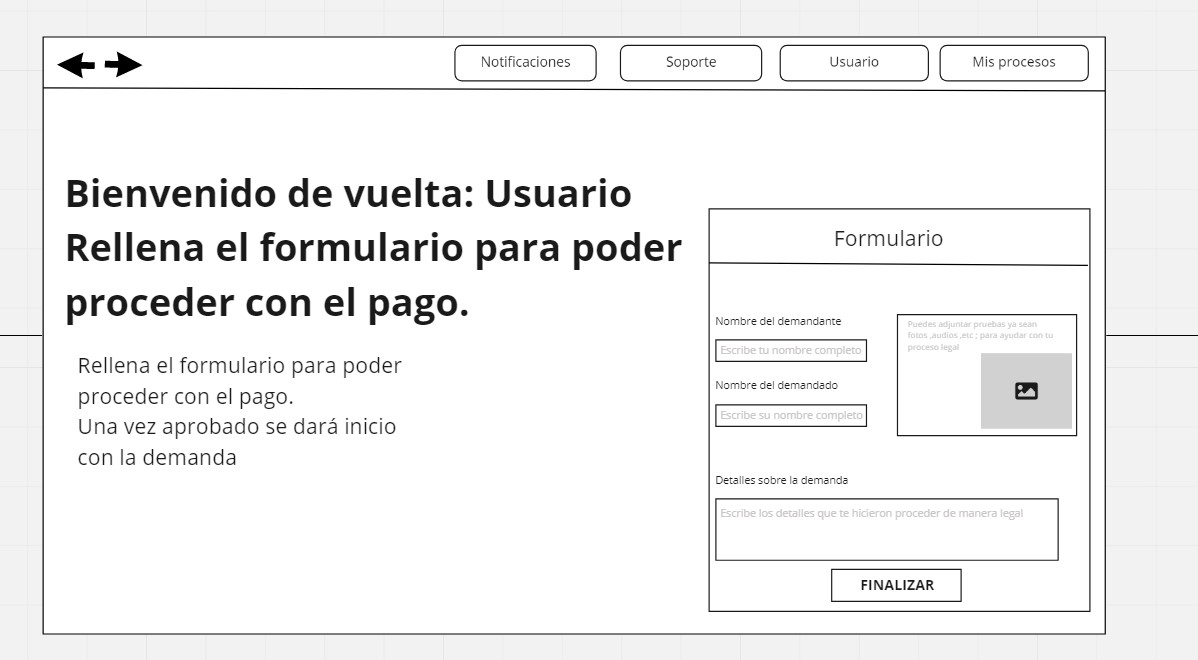 Notificaciones
Soporte
Usuario
Mis procesos
Bienvenido de vuelta: Usuario
Rellena el formulario para poder
proceder con el pago.
Rellena el formulario para poder
proceder con el pago.
Una vez aprobado se dará inicio
con la demanda
Formulario
Nombre del demandante
Escribe tu nombre completo
Nombre del demandado
Escribe su nombre completo
Puedes adjuntar pruebas ya sean
fotos ,audios ,etc ; para ayudar con tu
proceso legal
Detalles sobre la demanda
Escribe los detalles que te hicieron proceder de manera legal
FINALIZAR